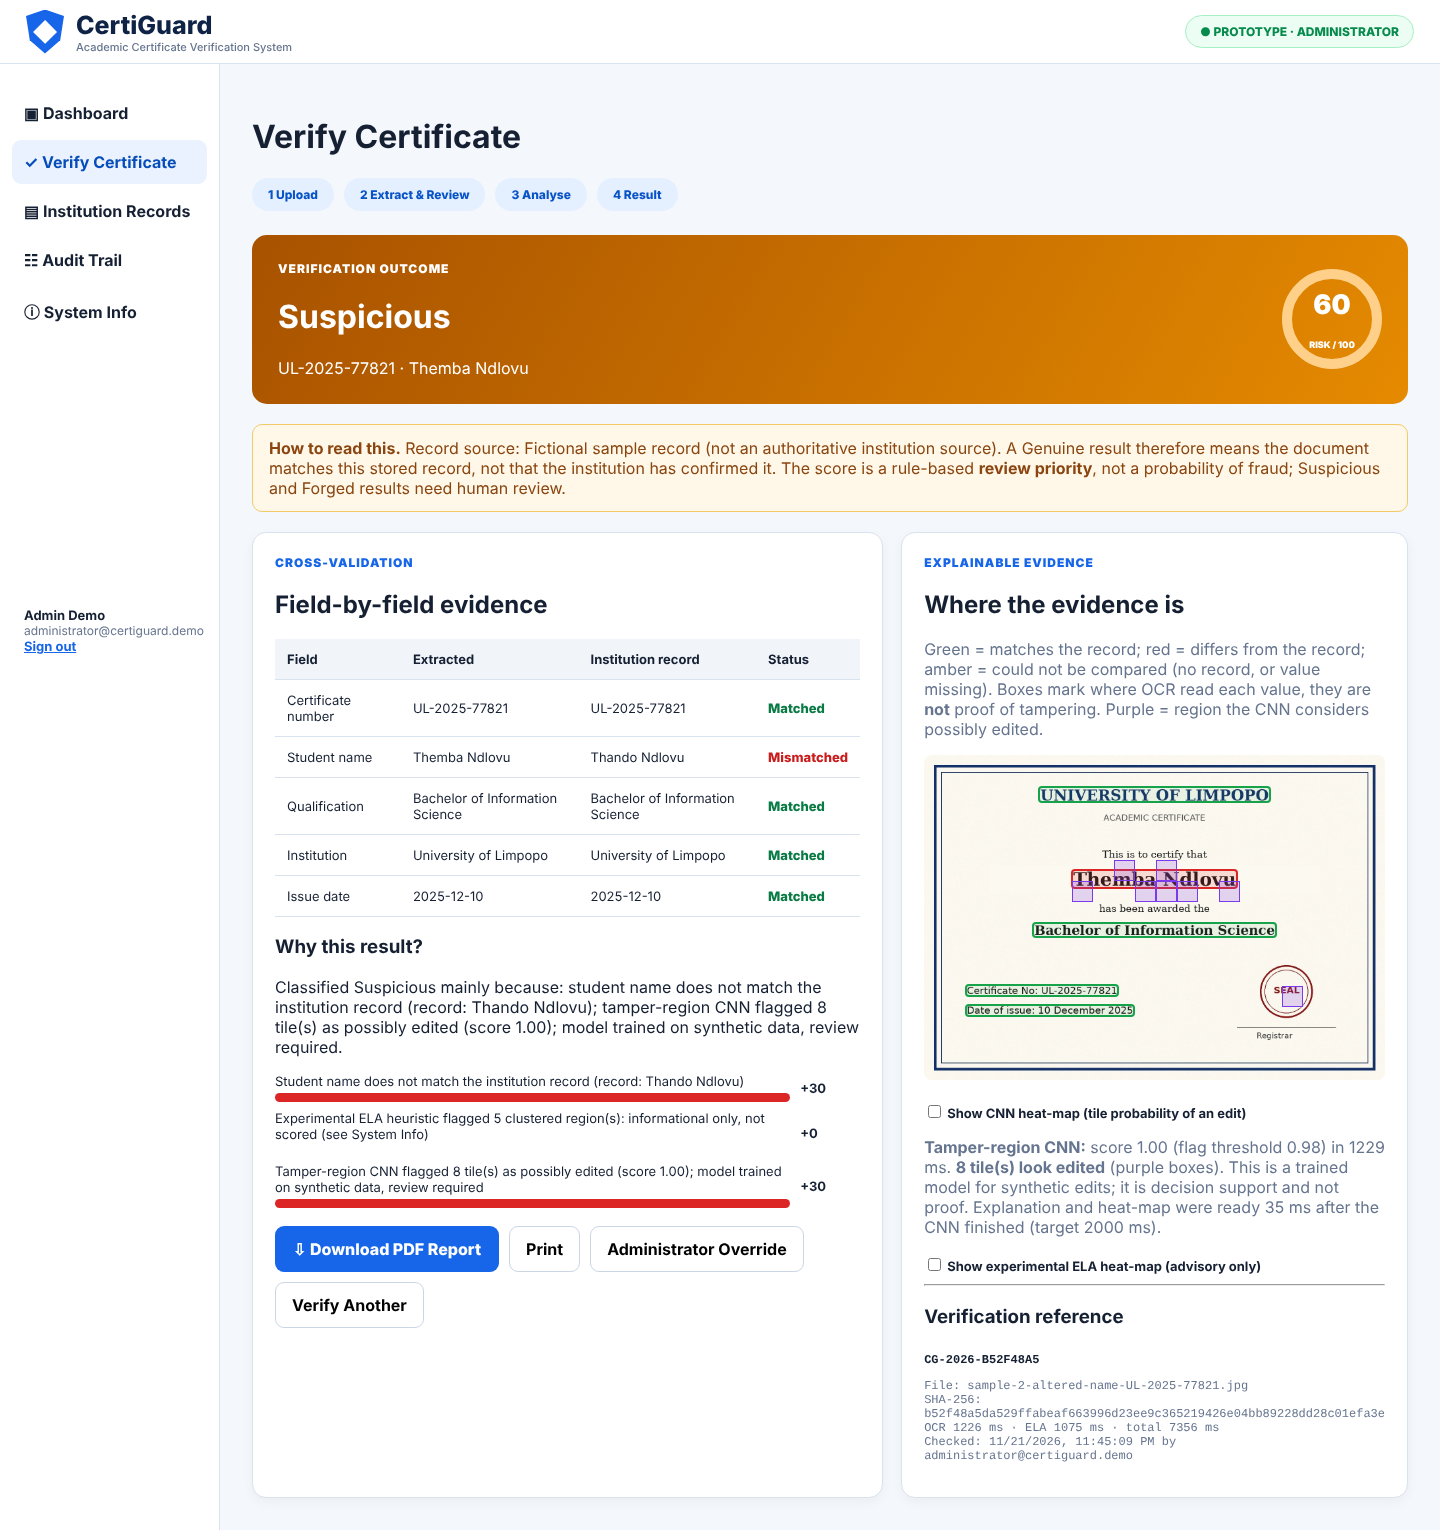 CertiGuard
Academic Certificate Verification System
PROTOTYPE · ADMINISTRATOR
Dashboard
✓ Verify Certificate
Institution Records
Audit Trail
System Info
Admin Demo
administrator@certiguard.demo
Sign out
Verify Certificate
1 Upload
2 Extract & Review
3 Analyse
4 Result
VERIFICATION OUTCOME
Suspicious
UL-2025-77821 · Themba Ndlovu
60
RISK / 100
How to read this. Record source: Fictional sample record (not an authoritative institution source). A Genuine result therefore means the document
matches this stored record, not that the institution has confirmed it. The score is a rule-based review priority, not a probability of fraud; Suspicious
and Forged results need human review.
CROSS-VALIDATION
Field-by-field evidence
Field Extracted Institution record Status
Certificate
number UL-2025-77821 UL-2025-77821 Matched
Student name Themba Ndlovu Thando Ndlovu Mismatched
Qualification Bachelor of Information Bachelor of Information Matched
Science Science
Institution University of Limpopo University of Limpopo Matched
Issue date 2025-12-10 2025-12-10 Matched
Why this result?
Classified Suspicious mainly because: student name does not match the
institution record (record: Thando Ndlovu); tamper-region CNN flagged 8
tile(s) as possibly edited (score 1.00); model trained on synthetic data, review
required.
Student name does not match the institution record (record: Thando Ndlovu)
+30
Experimental ELA heuristic flagged 5 clustered region(s): informational only, not
scored (see System Info)
+0
Tamper-region CNN flagged 8 tile(s) as possibly edited (score 1.00); model trained
on synthetic data, review required
+30
⇩ Download PDF Report
Print
Administrator Override
Verify Another
EXPLAINABLE EVIDENCE
Where the evidence is
Green = matches the record; red = differs from the record;
amber = could not be compared (no record, or value
missing). Boxes mark where OCR read each value, they are
not proof of tampering. Purple = region the CNN considers
possibly edited.
UNIVERSITY OF LIMPOPO
ACADEMIC CERTIFICATE
This is to certify that
Themba Ndlovu
has been awarded the
Bachelor of Information Science
Certificate No: UL-2025-77821
Date of issue: 10 December 2025
SEAL
Registrar
Show CNN heat-map (tile probability of an edit)
Tamper-region CNN: score 1.00 (flag threshold 0.98) in 1229
ms. 8 tile(s) look edited (purple boxes). This is a trained
model for synthetic edits; it is decision support and not
proof. Explanation and heat-map were ready 35 ms after the
CNN finished (target 2000 ms).
Show experimental ELA heat-map (advisory only)
Verification reference
CG-2026-B52F48A5
File: sample-2-altered-name-UL-2025-77821.jpg
SHA-256:
b52f48a5da529ffabeaf663996d23ee9c365219426e04bb89228dd28c01efa3e
OCR 1226 ms · ELA 1075 ms · total 7356 ms
Checked: 11/21/2026, 11:45:09 PM by
administrator@certiguard.demo